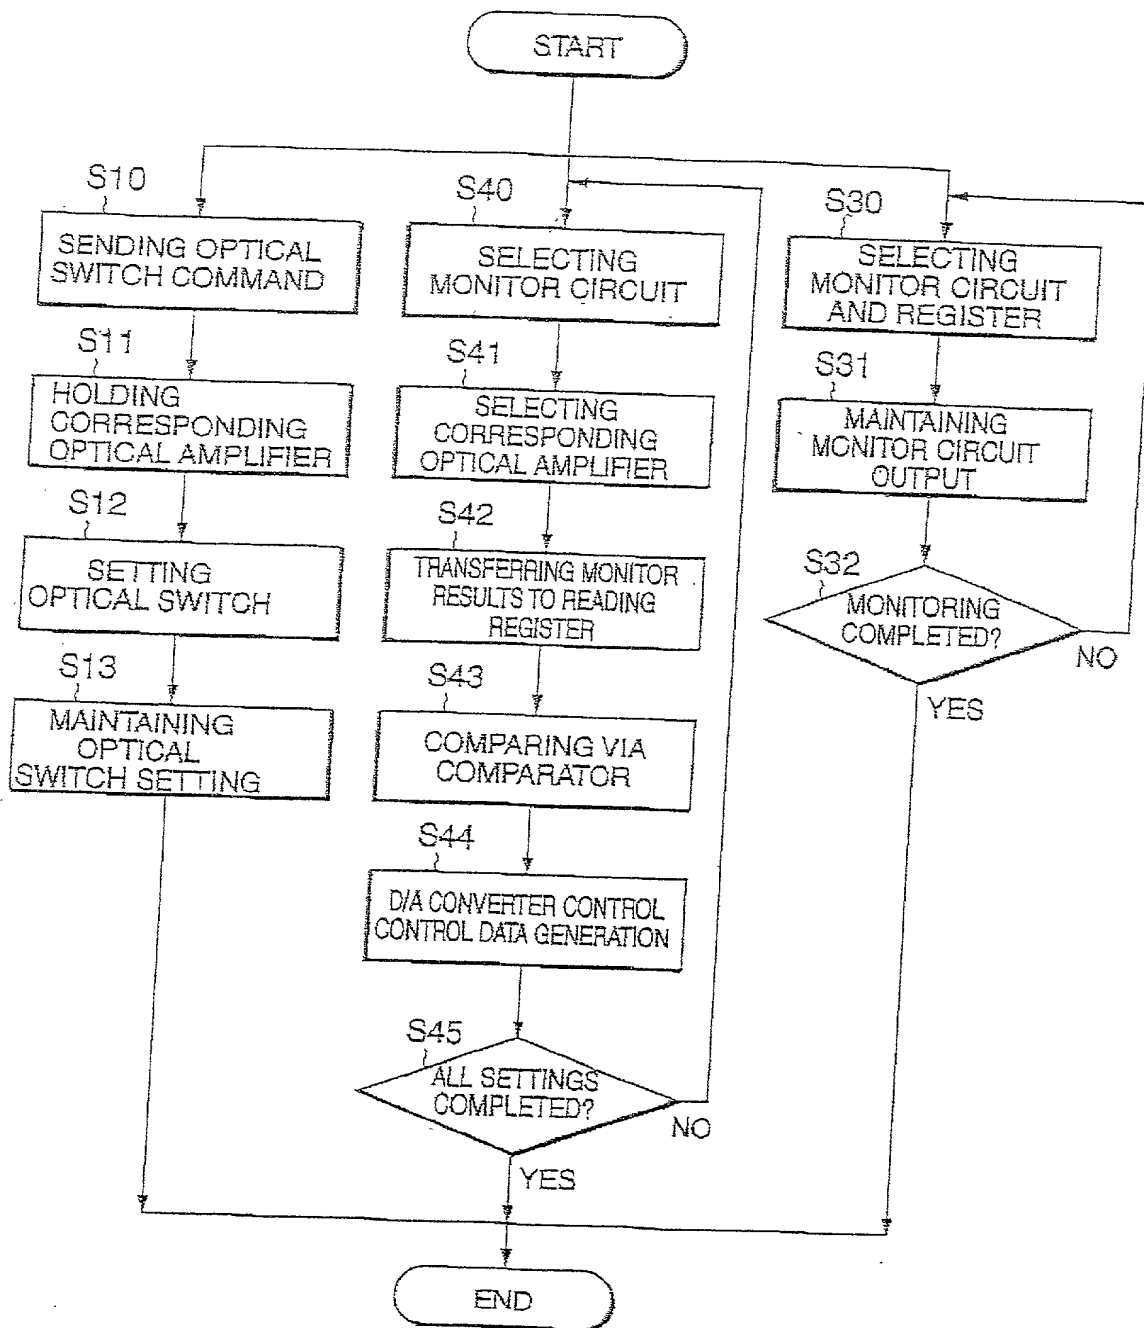 START
S10
SENDING OPTICAL
SWITCH COMMAND
S11
HOLDING
CORRESPONDING
OPTICAL AMPLIFIER
S12
SETTING
OPTICAL SWITCH
S13
MAINTAINING
OPTICAL
SWITCH SETTING
S40
SELECTING
MONITOR CIRCUIT
S41
SELECTING
CORRESPONDING
OPTICAL AMPLIFIER
S42
TRANSFERRING MONITOR
RESULTS TO READING
REGISTER
S43
COMPARING VIA
COMPARATOR
S44
D/A CONVERTER CONTROL
CONTROL DATA GENERATION
S45
ALL SETTINGS
COMPLETED?
NO
YES
S30
SELECTING
MONITOR CIRCUIT
AND REGISTER
S31
MAINTAINING
MONITOR CIRCUIT
OUTPUT
S32
MONITORING
COMPLETED?
NO
YES
END